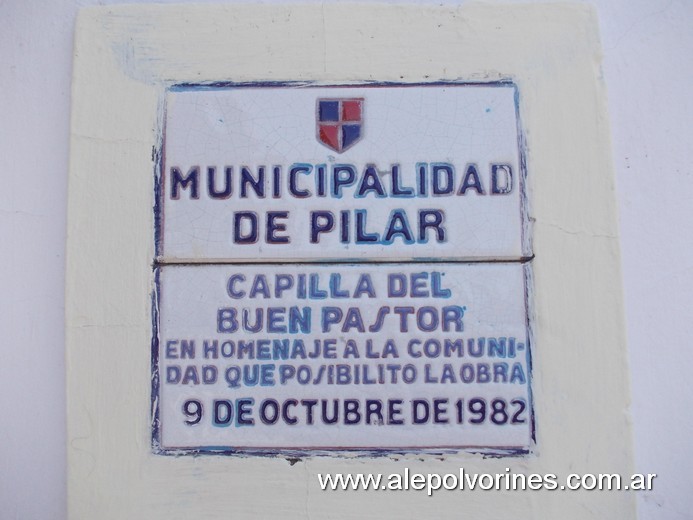 MUNICIPALIDAD
DE PILAR
CAPILLA DEL
BUEN PASTOR
EN HOMENAJE A LA COMUNI-
DAD QUE POSIBILITO LA OBRA
9 DE OCTUBRE DE 1982
www.alepolvorines.com.ar